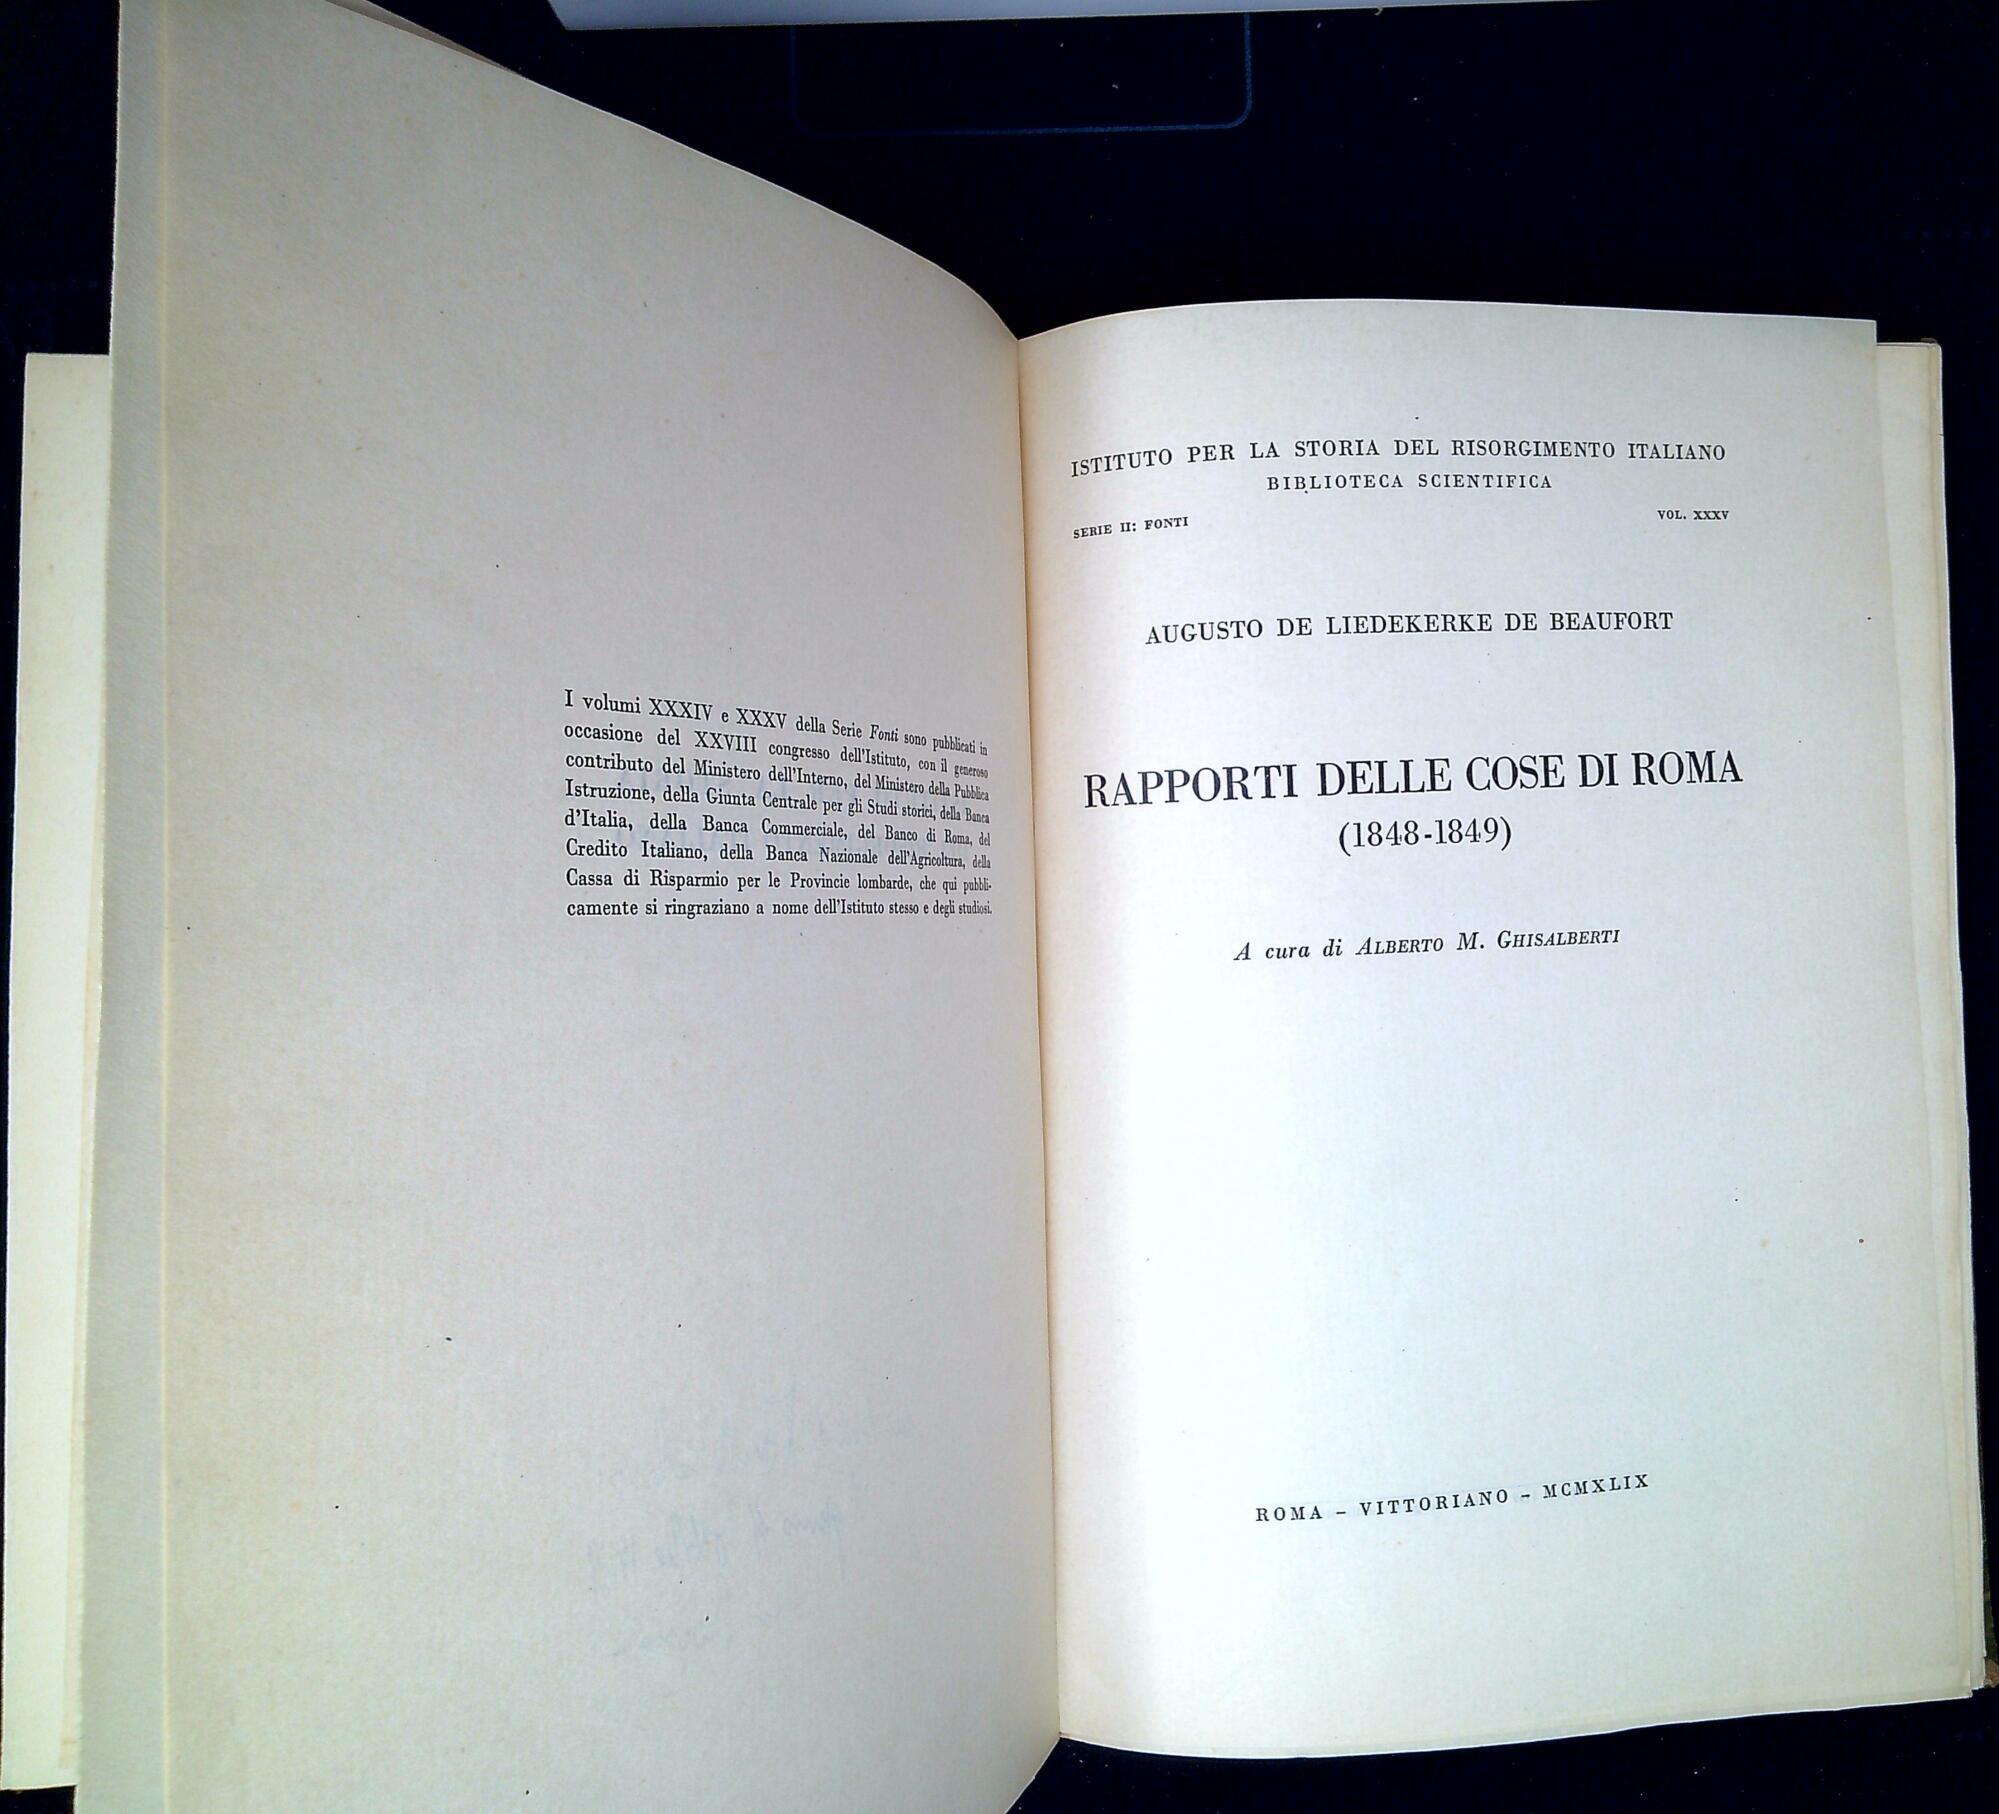 I volumi XXXIV e XXXV della Serie Fonti sono pubblicati in
occasione del XXVIII congresso dell'Istituto, con il generoso
contributo del Ministero dell'Interno, del Ministero della Pubblica
Istruzione, della Giunta Centrale per gli Studi storici, della Banca
d'Italia, della Banca Commerciale, del Banco di Roma, del
Credito Italiano, della Banca Nazionale dell'Agricoltura, della
Cassa di Risparmio per le Provincie lombarde, che qui pubbli-
camente si ringraziano a nome dell'Istituto stesso e degli studiosi.
ISTITUTO PER LA STORIA DEL RISORGIMENTO ITALIANO
BIBLIOTECA SCIENTIFICA
SERIE II: FONTI VOL. XXXV
AUGUSTO DE LIEDEKERKE DE BEAUFORT
RAPPORTI DELLE COSE DI ROMA
(1848-1849)
A cura di ALBERTO M. GHISALBERTI
ROMA - VITTORIANO - MCMXLIX